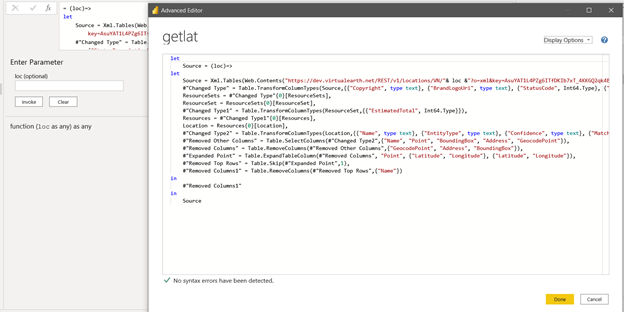 = (loc)=>
let
Source = Xml.Tables(Web
key=AsuYAT1L4PZg6IT
#"Changed Type" =
Enter Parameter
loc (optional)
Invoke
Clear
function (loc as any) as any
Advanced Editor
getlat
Display Options
let
Source = (loc)=>
let
Source = Xml.Tables(Web.Contents("https://dev.virtualearth.net/REST/v1/Locations/VN/"& loc &"?o=xml&key=
#"Changed Type" = Table.TransformColumnTypes(Source,{{"Copyright", type text}, {"BrandLogoUri", type text}, {"StatusCode", Int64.Type}, {"
ResourceSets = #"Changed Type"{0}[ResourceSets],
ResourceSet = ResourceSets{0}[ResourceSet],
#"Changed Type1" = Table.TransformColumnTypes(ResourceSet,{{"EstimatedTotal", Int64.Type}}),
Resources = #"Changed Type1"{0}[Resources],
Location = Resources{0}[Location],
#"Changed Type2" = Table.TransformColumnTypes(Location,{{"Name", type text}, {"EntityType", type text}, {"Confidence", type text}, {"Matc
#"Removed Other Columns" = Table.SelectColumns(#"Changed Type2",{"Name", "Point", "BoundingBox", "Address", "GeocodePoint"}),
#"Removed Columns" = Table.RemoveColumns(#"Removed Other Columns",{"GeocodePoint", "Address", "BoundingBox"}),
#"Expanded Point" = Table.ExpandTableColumn(#"Removed Columns", "Point", {"Latitude", "Longitude"}, {"Latitude", "Longitude"}),
#"Removed Top Rows" = Table.Skip(#"Expanded Point",1),
#"Removed Columns1" = Table.RemoveColumns(#"Removed Top Rows",{"Name"})
in
#"Removed Columns1"
in
Source
No syntax errors have been detected.
Done
Cancel